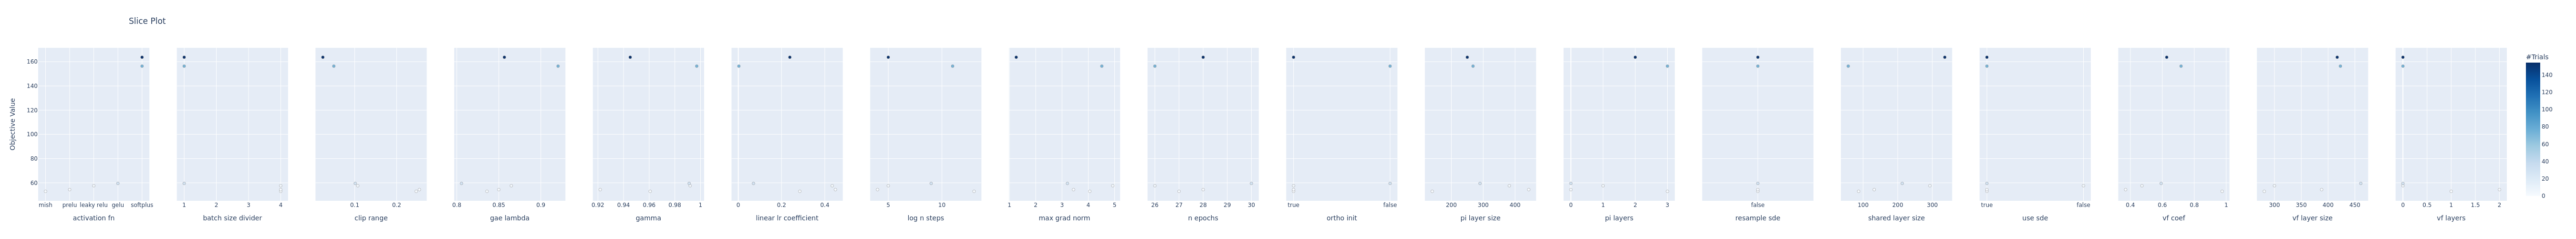 Slice Plot
Objective Value
160
140
120
100
80
60
mish prelu leaky relu gelu softplus
activation fn
1 2 3 4
batch size divider
0.1 0.2
clip range
0.8 0.85 0.9
gae lambda
0.92 0.94 0.96 0.98 1
gamma
0 0.2 0.4
linear lr coefficient
5 10
log n steps
1 2 3 4 5
max grad norm
26 27 28 29 30
n epochs
true false
ortho init
200 300 400
pi layer size
0 1 2 3
pi layers
false
resample sde
100 200 300
shared layer size
true false
use sde
0.4 0.6 0.8 1
vf coef
300 350 400 450
vf layer size
0 0.5 1 1.5 2
vf layers
#Trials
140
120
100
80
60
40
20
0